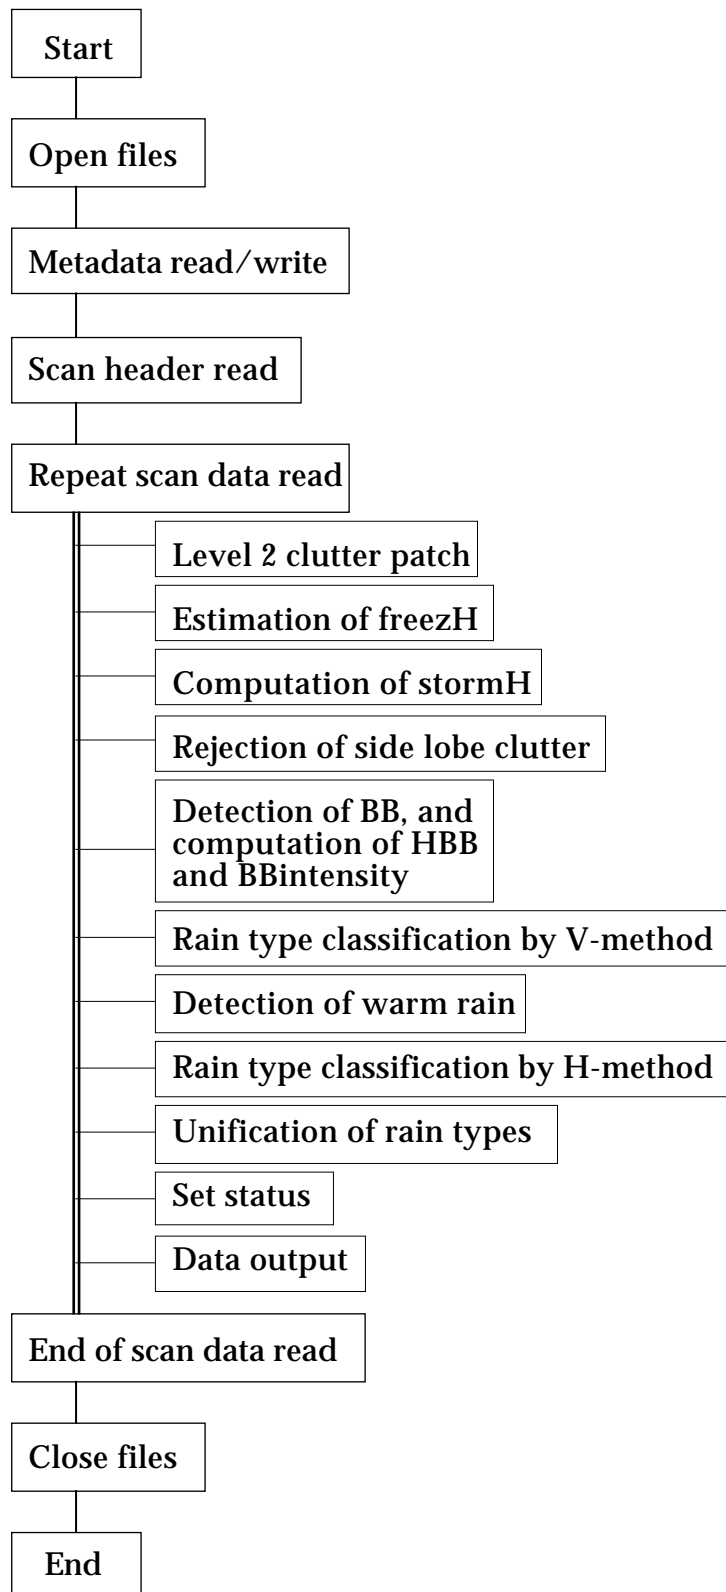 Start
Open files
Metadata read/write
Scan header read
Repeat scan data read
Level 2 clutter patch
Estimation of freezH
Computation of stormH
Rejection of side lobe clutter
Detection of BB, and
computation of HBB
and BBintensity
Rain type classification by V-method
Detection of warm rain
Rain type classification by H-method
Unification of rain types
Set status
Data output
End of scan data read
Close files
End